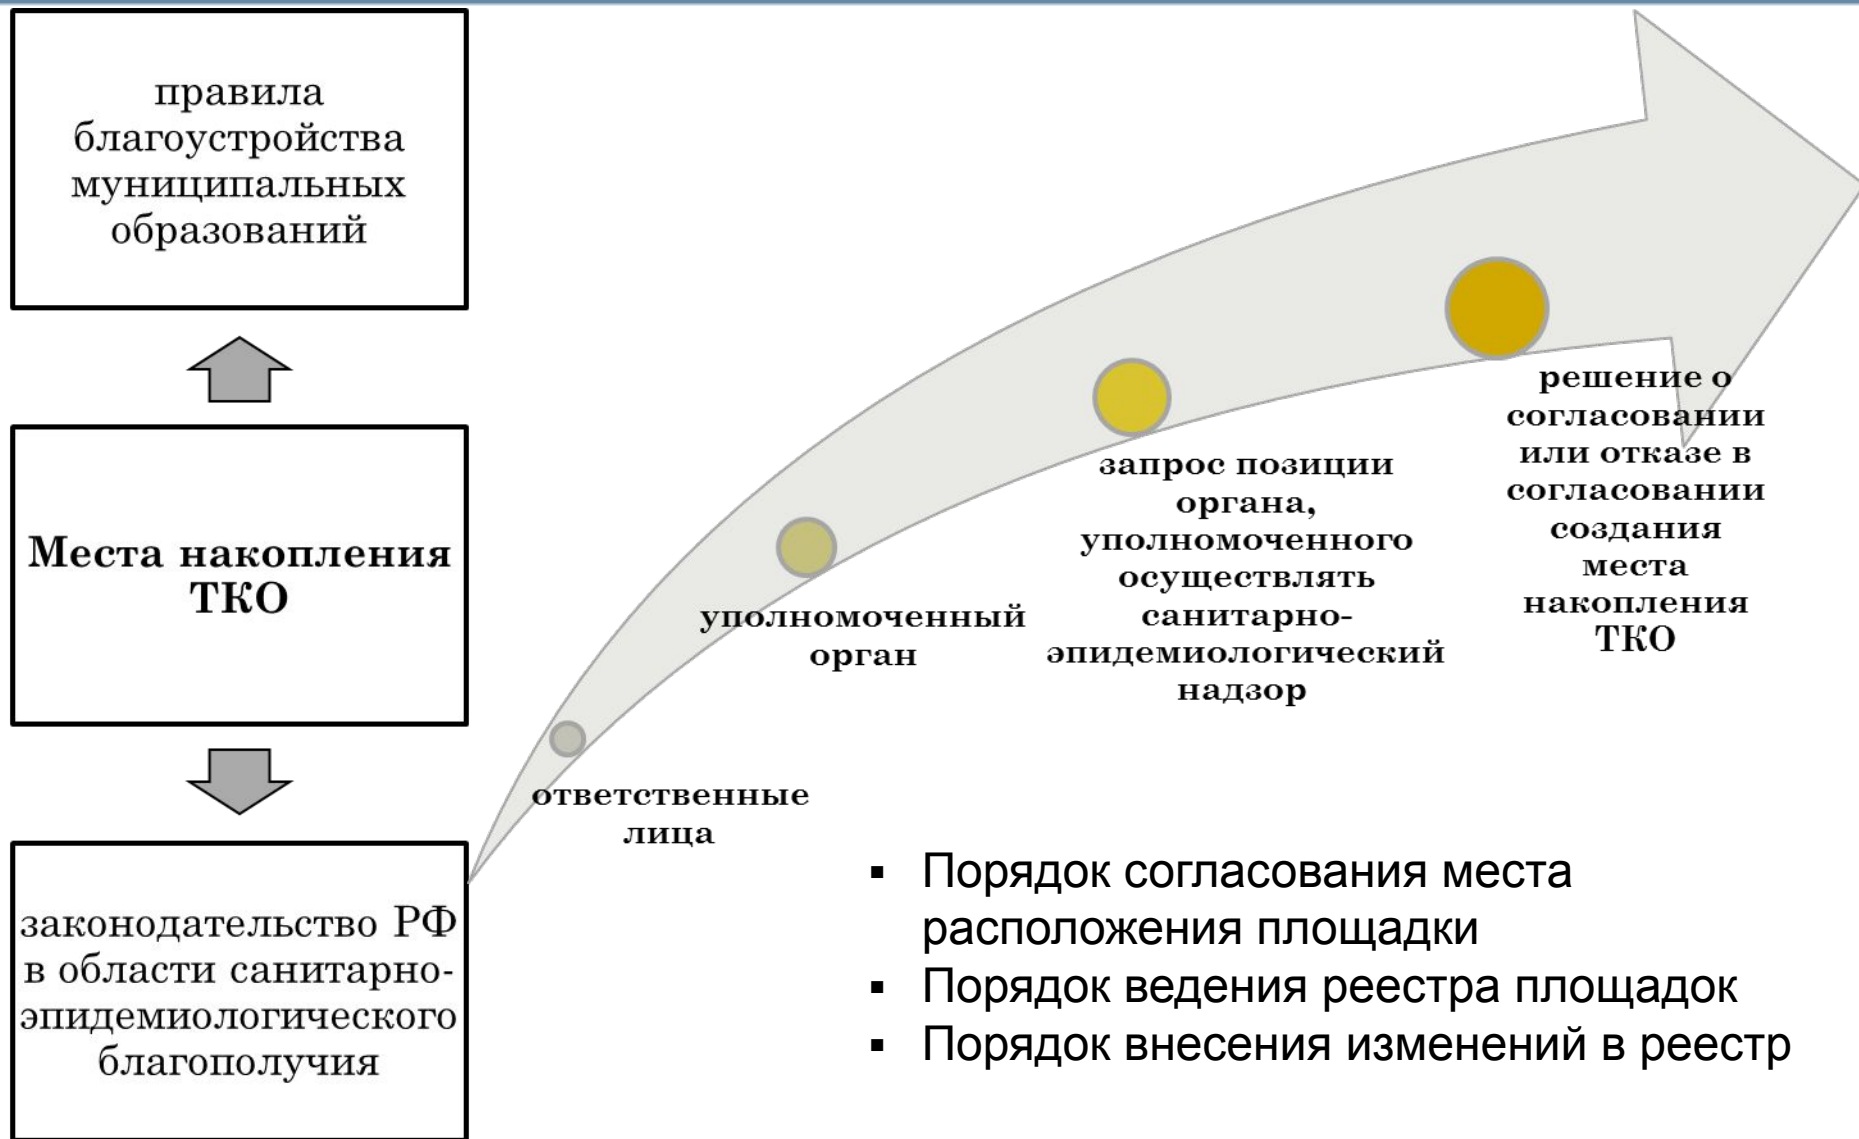 правила
благоустройства
муниципальных
образований
Места накопления
ТКО
законодательство РФ
в области санитарно-
эпидемиологического
благополучия
ответственные
лица
уполномоченный
орган
запрос позиции
органа,
уполномоченного
осуществлять
санитарно-
эпидемиологический
надзор
решение о
согласовании
или отказе в
согласовании
создания
места
накопления
ТКО
▪ Порядок согласования места
расположения площадки
▪ Порядок ведения реестра площадок
▪ Порядок внесения изменений в реестр